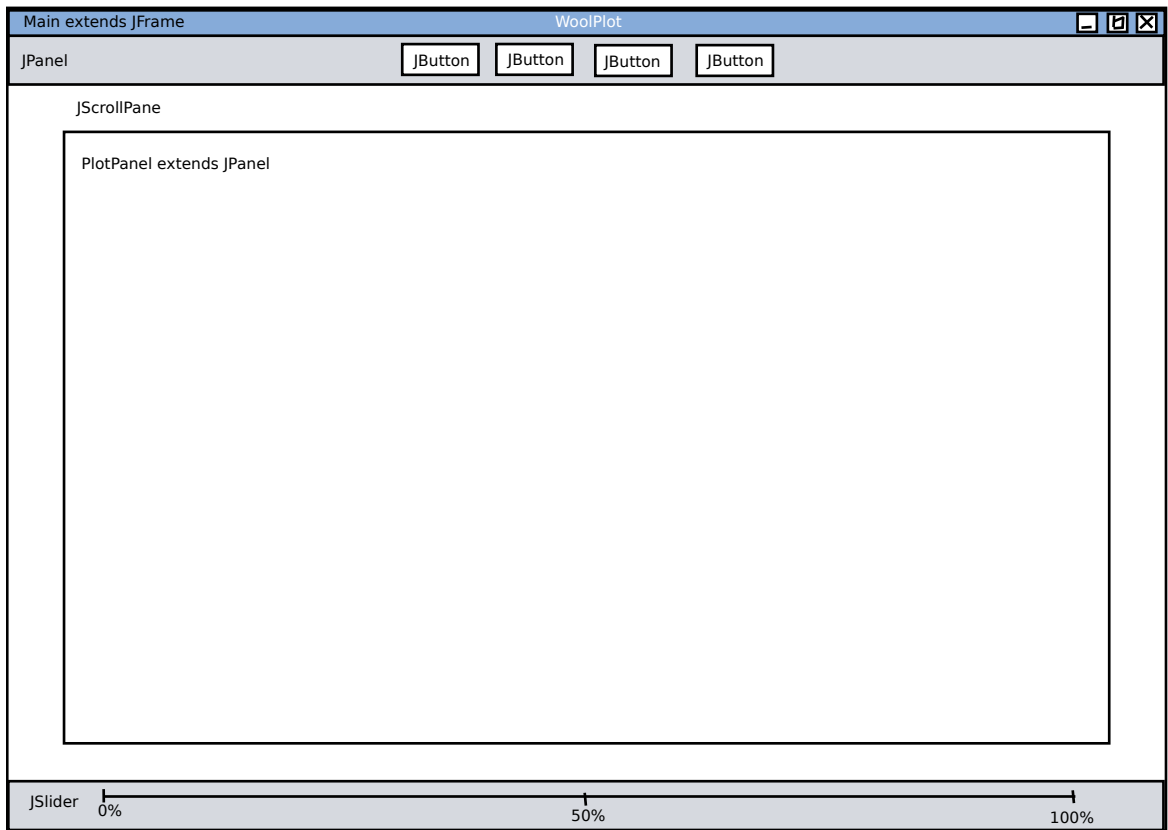 Main extends JFrame
WoolPlot
JPanel
JButton
JButton
JButton
JButton
JScrollPane
PlotPanel extends JPanel
JSlider
0%
50%
100%